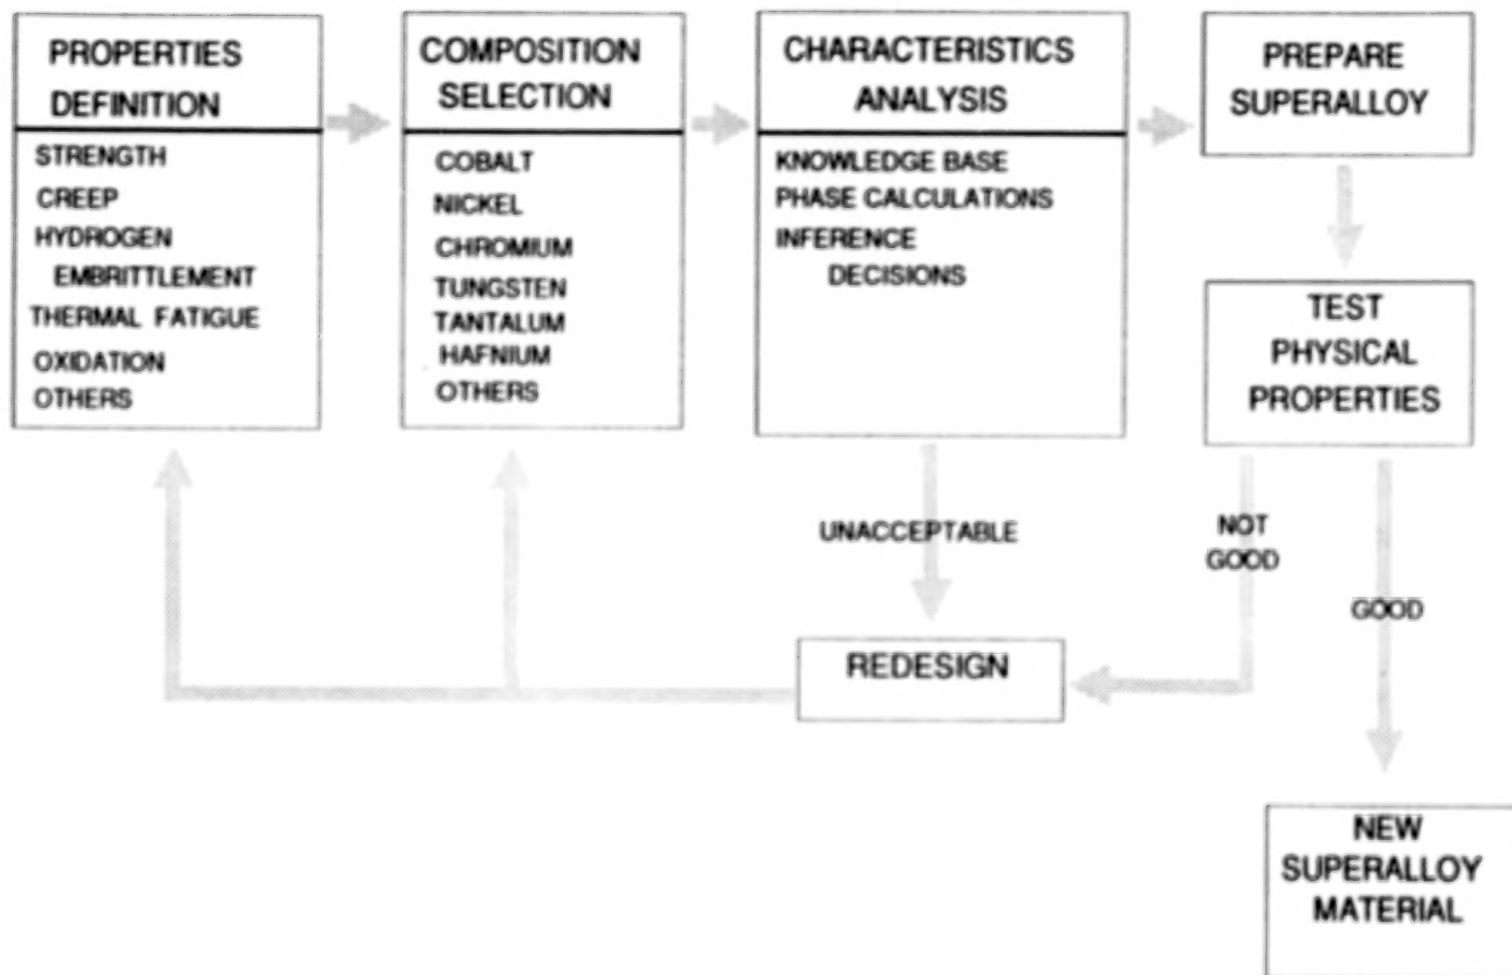 PROPERTIES
DEFINITION
STRENGTH
CREEP
HYDROGEN
EMBRITTLEMENT
THERMAL FATIGUE
OXIDATION
OTHERS
COMPOSITION
SELECTION
COBALT
NICKEL
CHROMIUM
TUNGSTEN
TANTALUM
HAFNIUM
OTHERS
CHARACTERISTICS
ANALYSIS
KNOWLEDGE BASE
PHASE CALCULATIONS
INFERENCE
DECISIONS
PREPARE
SUPERALLOY
TEST
PHYSICAL
PROPERTIES
UNACCEPTABLE
NOT
GOOD
GOOD
REDESIGN
NEW
SUPERALLOY
MATERIAL